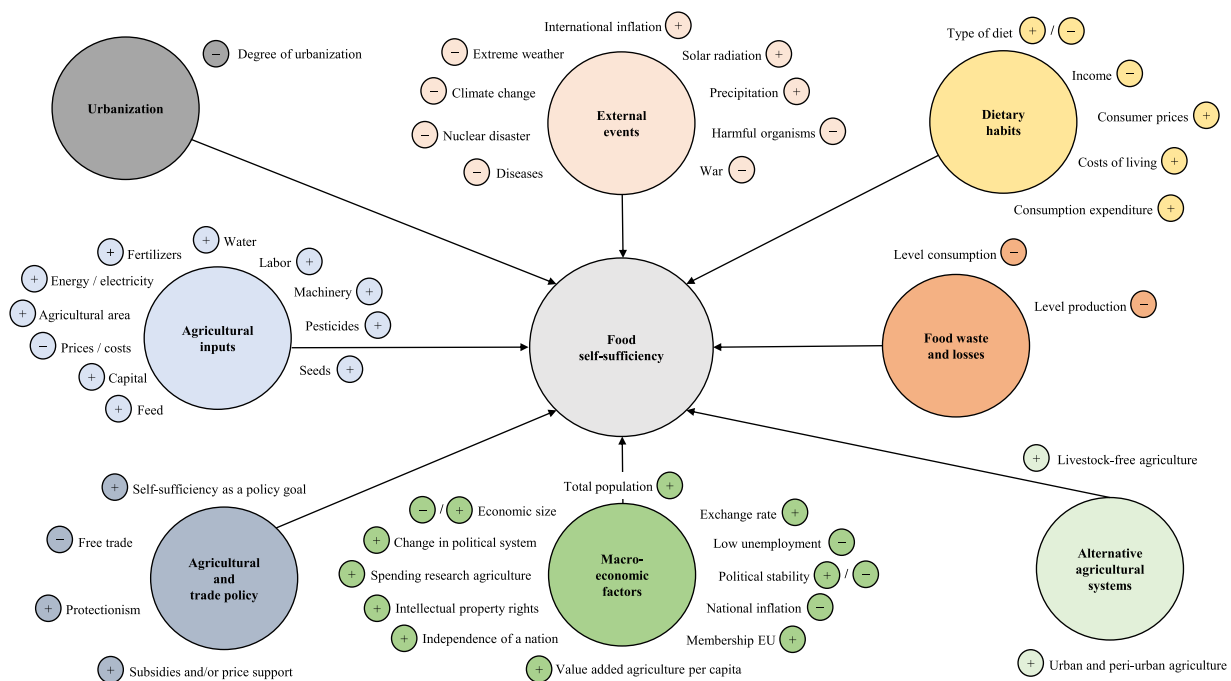 − Degree of urbanization
Urbanization
International inflation +
− Extreme weather
Solar radiation +
− Climate change
Precipitation +
− Nuclear disaster
Harmful organisms −
− Diseases
War −
External
events
Type of diet + / −
Income −
Consumer prices +
Costs of living +
Consumption expenditure +
Dietary
habits
+ Water
+ Fertilizers
Labor +
+ Energy / electricity
Machinery +
+ Agricultural area
Pesticides +
− Prices / costs
Seeds +
+ Capital
+ Feed
Agricultural
inputs
Food
self-sufficiency
Level consumption −
Level production −
Food waste
and losses
+ Self-sufficiency as a policy goal
− Free trade
+ Protectionism
+ Subsidies and/or price support
Agricultural
and
trade policy
Total population +
− / + Economic size
Exchange rate +
+ Change in political system
Low unemployment −
+ Spending research agriculture
Political stability + / −
+ Intellectual property rights
National inflation −
+ Independence of a nation
Membership EU +
+ Value added agriculture per capita
Macro-
economic
factors
+ Livestock-free agriculture
Alternative
agricultural
systems
+ Urban and peri-urban agriculture